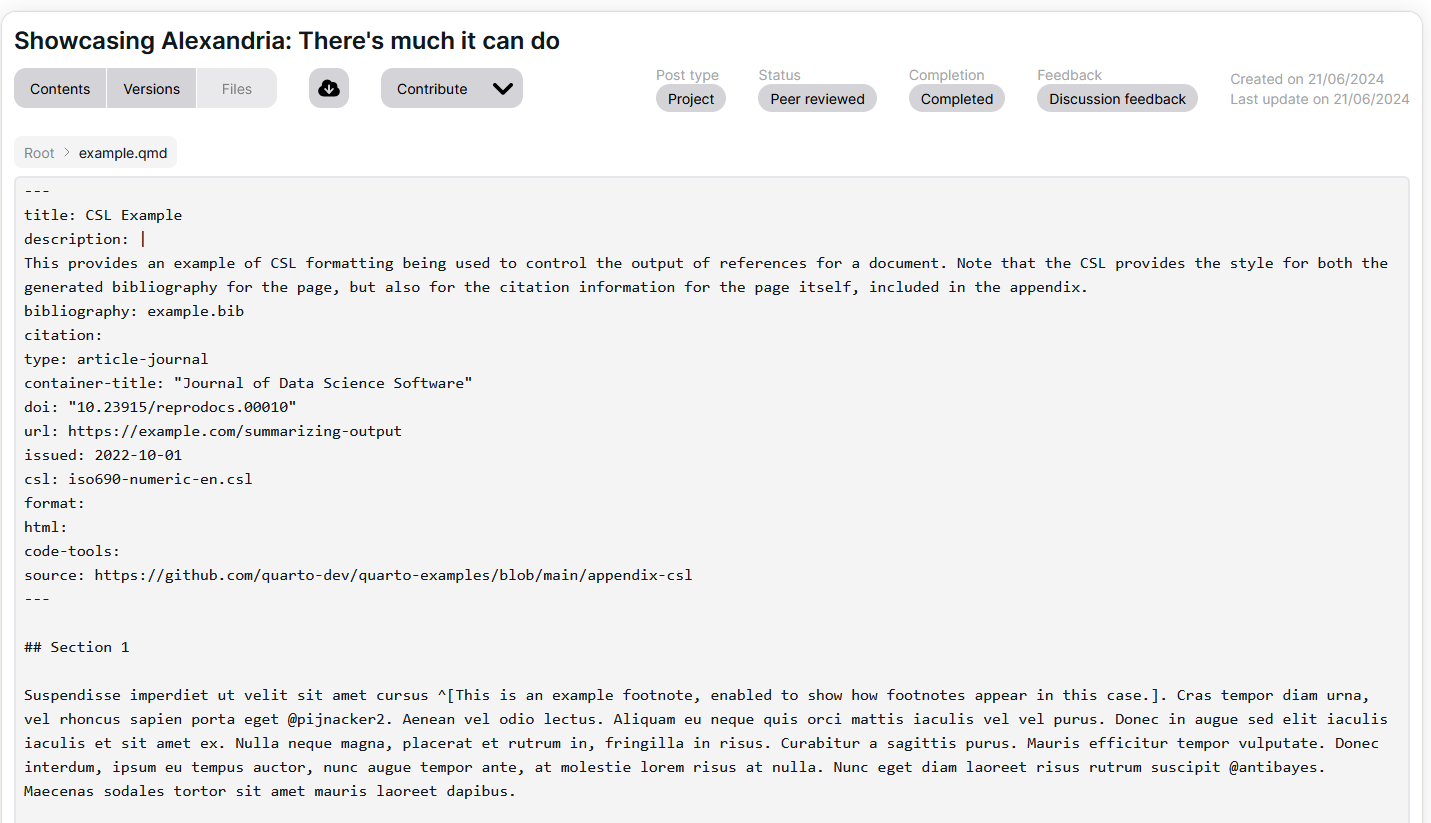 Showcasing Alexandria: There's much it can do
Contents Versions Files Contribute
Post type Status Completion Feedback
Project Peer reviewed Completed Discussion feedback
Created on 21/06/2024
Last update on 21/06/2024
Root > example.qmd
---
title: CSL Example
description: |
This provides an example of CSL formatting being used to control the output of references for a document. Note that the CSL provides the style for both the
generated bibliography for the page, but also for the citation information for the page itself, included in the appendix.
bibliography: example.bib
citation:
type: article-journal
container-title: "Journal of Data Science Software"
doi: "10.23915/reprodocs.00010"
url: https://example.com/summarizing-output
issued: 2022-10-01
csl: iso690-numeric-en.csl
format:
html:
code-tools:
source: https://github.com/quarto-dev/quarto-examples/blob/main/appendix-csl
---
## Section 1
Suspendisse imperdiet ut velit sit amet cursus ^[This is an example footnote, enabled to show how footnotes appear in this case.]. Cras tempor diam urna,
vel rhoncus sapien porta eget @pijnacker2. Aenean vel odio lectus. Aliquam eu neque quis orci mattis iaculis vel vel purus. Donec in augue sed elit iaculis
iaculis et sit amet ex. Nulla neque magna, placerat et rutrum in, fringilla in risus. Curabitur a sagittis purus. Mauris efficitur tempor vulputate. Donec
interdum, ipsum eu tempus auctor, nunc augue tempor ante, at molestie lorem risus at nulla. Nunc eget diam laoreet risus rutrum suscipit @antibayes.
Maecenas sodales tortor sit amet mauris laoreet dapibus.